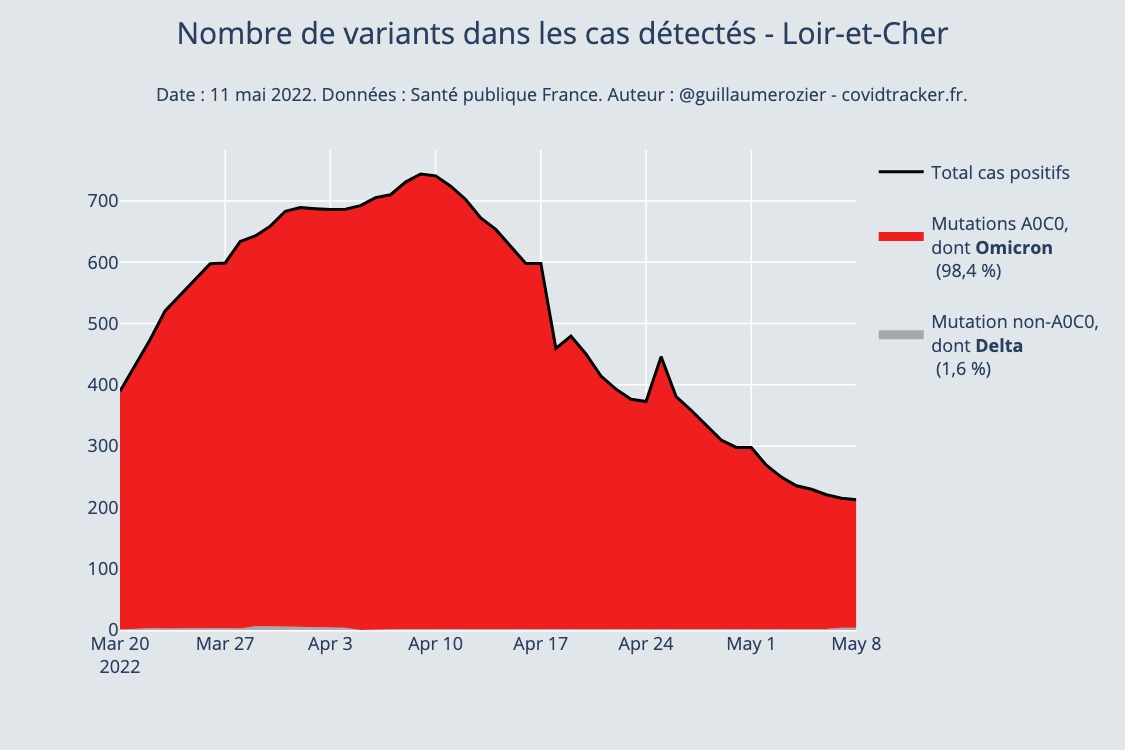 Nombre de variants dans les cas détectés - Loir-et-Cher
Date : 11 mai 2022. Données : Santé publique France. Auteur : @guillaumerozier - covidtracker.fr.
Total cas positifs
Mutations A0C0,
dont Omicron
(98,4 %)
Mutation non-A0C0,
dont Delta
(1,6 %)
700
600
500
400
300
200
100
0
Mar 20
2022
Mar 27
Apr 3
Apr 10
Apr 17
Apr 24
May 1
May 8